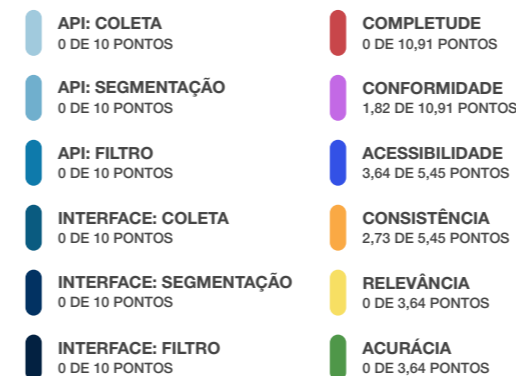 API: COLETA
0 DE 10 PONTOS
API: SEGMENTAÇÃO
0 DE 10 PONTOS
API: FILTRO
0 DE 10 PONTOS
INTERFACE: COLETA
0 DE 10 PONTOS
INTERFACE: SEGMENTAÇÃO
0 DE 10 PONTOS
INTERFACE: FILTRO
0 DE 10 PONTOS
COMPLETUDE
0 DE 10,91 PONTOS
CONFORMIDADE
1,82 DE 10,91 PONTOS
ACESSIBILIDADE
3,64 DE 5,45 PONTOS
CONSISTÊNCIA
2,73 DE 5,45 PONTOS
RELEVÂNCIA
0 DE 3,64 PONTOS
ACURÁCIA
0 DE 3,64 PONTOS